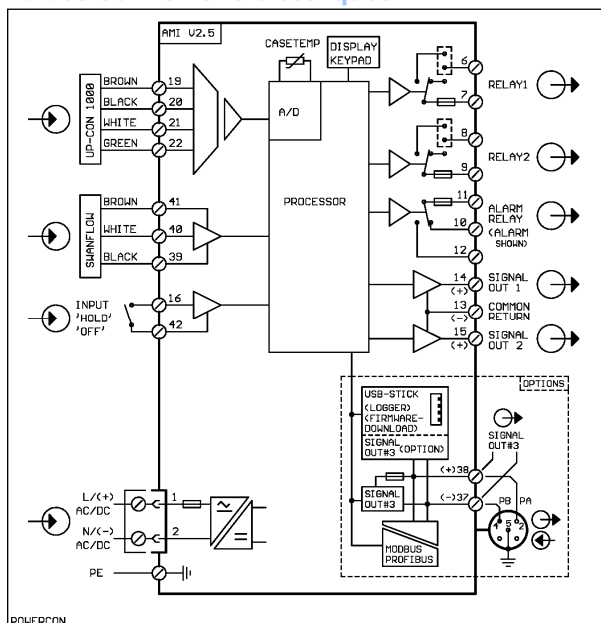 AMI V2.5
CASETEMP
DISPLAY
KEYPAD
A/D
PROCESSOR
UP-CON 1000
BROWN 19
BLACK 20
WHITE 21
GREEN 22
SWANFLOW
BROWN 41
WHITE 40
BLACK 39
INPUT
'HOLD'
'OFF'
16
42
L/(+)
AC/DC
1
N/(-)
AC/DC
2
PE
6
7
RELAY1
8
9
RELAY2
11
10
12
ALARM
RELAY
(ALARM
SHOWN)
14
(+)
SIGNAL
OUT 1
13
(-)
COMMON
RETURN
15
(+)
SIGNAL
OUT 2
OPTIONS
USB-STICK
(LOGGER)
(FIRMWARE-
DOWNLOAD)
SIGNAL
OUT#3 (OPTION)
SIGNAL
OUT#3
(+)38
SIGNAL
OUT#3
(-)37
PB PA
4 5 2
MODBUS
PROFIBUS
POWERCON